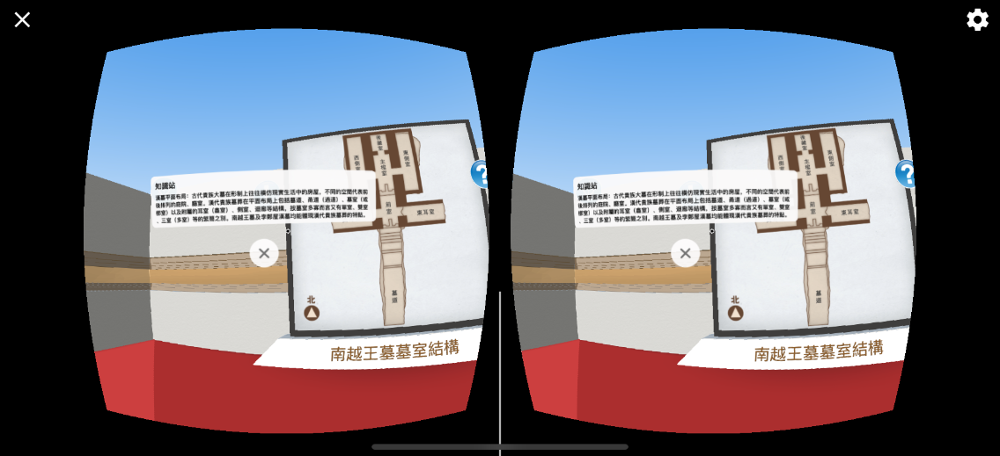 知識站
漢墓平面布局：古代貴族大墓在形制上往往模仿現實生活中的房屋，不同的空間代表前
後排列的庭院、廳室。漢代貴族墓葬在平面布局上包括墓道、甬道（過道）、墓室（或
槨室）以及附屬的耳室（龕室）、側室、迴廊等結構，按墓室多寡而言又有單室、雙室
、三室（多室）等的繁簡之別。南越王墓及李鄭屋漢墓均能體現漢代貴族墓葬的特點。
後藏室
西側室
主棺室
東側室
前室
東耳室
墓道
北
?
南越王墓墓室結構
知識站
漢墓平面布局：古代貴族大墓在形制上往往模仿現實生活中的房屋，不同的空間代表前
後排列的庭院、廳室。漢代貴族墓葬在平面布局上包括墓道、甬道（過道）、墓室（或
槨室）以及附屬的耳室（龕室）、側室、迴廊等結構，按墓室多寡而言又有單室、雙室
、三室（多室）等的繁簡之別。南越王墓及李鄭屋漢墓均能體現漢代貴族墓葬的特點。
後藏室
西側室
主棺室
東側室
前室
東耳室
墓道
北
?
南越王墓墓室結構